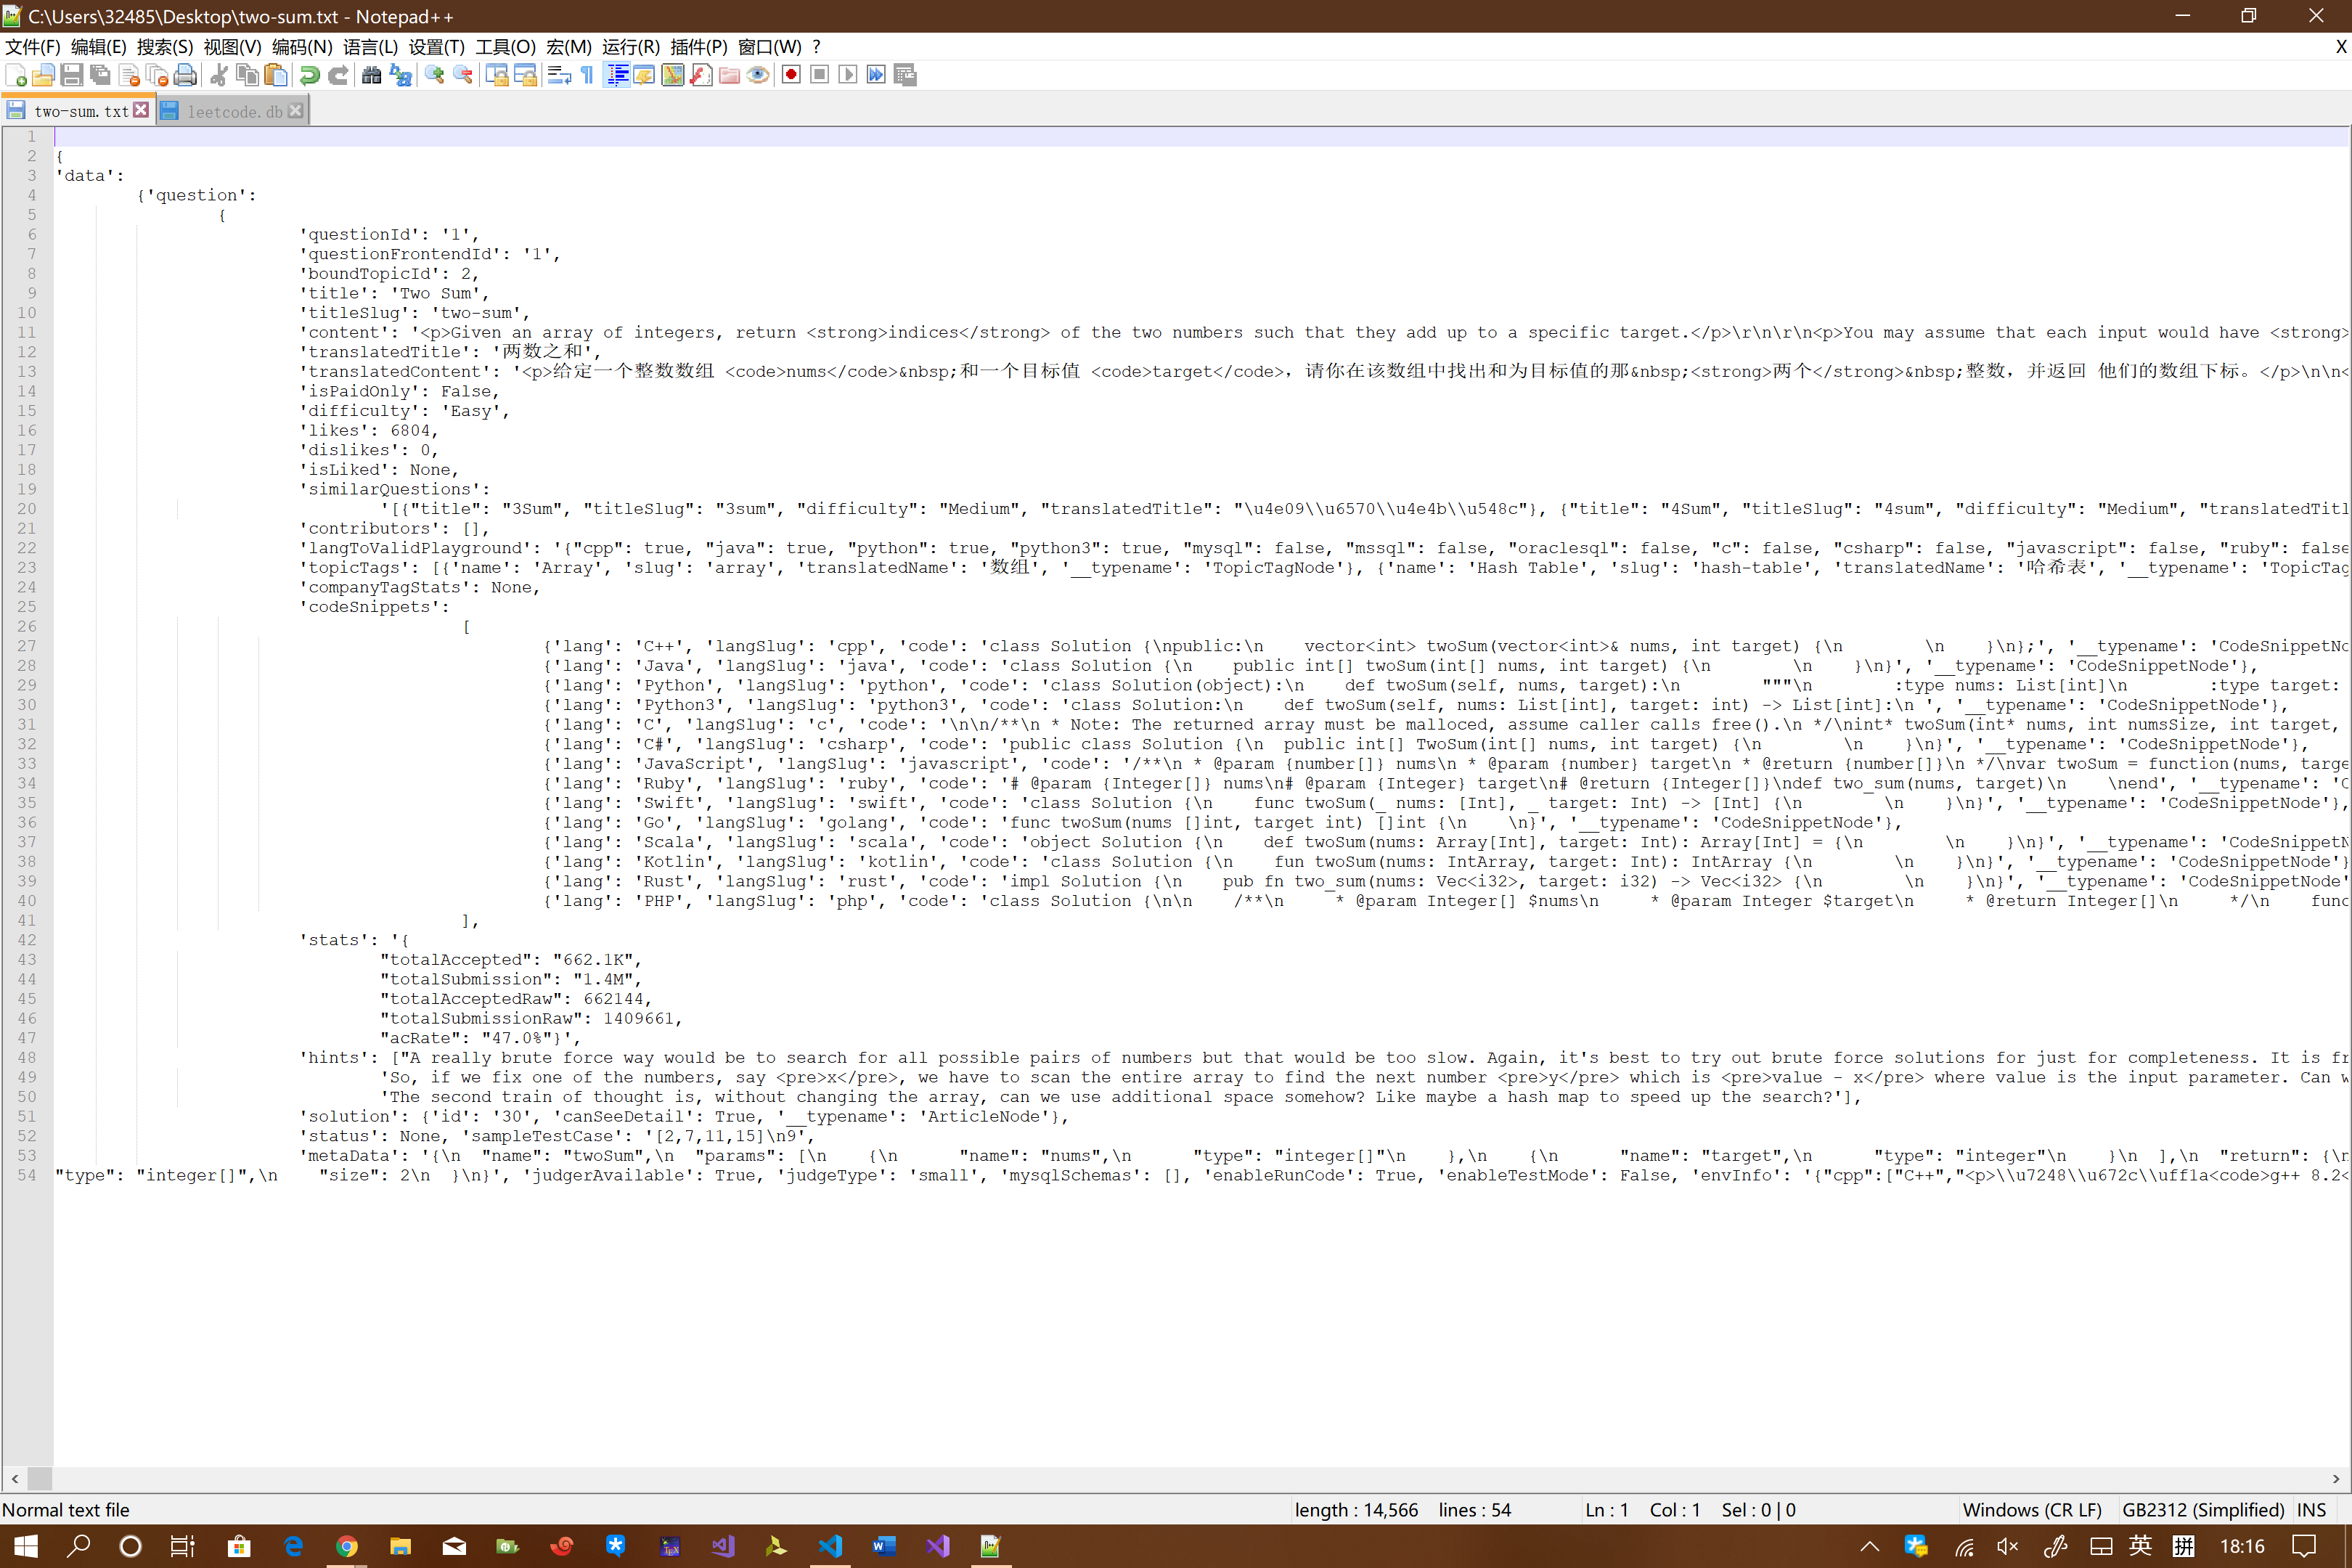 C:\Users\32485\Desktop\two-sum.txt - Notepad++
文件(F) 编辑(E) 搜索(S) 视图(V) 编码(N) 语言(L) 设置(T) 工具(O) 宏(M) 运行(R) 插件(P) 窗口(W) ? X
two-sum.txt leetcode.db
1
2 {
3 'data':
4 {'question':
5 {
6 'questionId': '1',
7 'questionFrontendId': '1',
8 'boundTopicId': 2,
9 'title': 'Two Sum',
10 'titleSlug': 'two-sum',
11 'content': '<p>Given an array of integers, return <strong>indices</strong> of the two numbers such that they add up to a specific target.</p>\r\n\r\n<p>You may assume that each input would have <strong>
12 'translatedTitle': '两数之和',
13 'translatedContent': '<p>给定一个整数数组 <code>nums</code>&nbsp;和一个目标值 <code>target</code>，请你在该数组中找出和为目标值的那&nbsp;<strong>两个</strong>&nbsp;整数，并返回 他们的数组下标。</p>\n\n<
14 'isPaidOnly': False,
15 'difficulty': 'Easy',
16 'likes': 6804,
17 'dislikes': 0,
18 'isLiked': None,
19 'similarQuestions':
20 '[{"title": "3Sum", "titleSlug": "3sum", "difficulty": "Medium", "translatedTitle": "\u4e09\\u6570\\u4e4b\\u548c"}, {"title": "4Sum", "titleSlug": "4sum", "difficulty": "Medium", "translatedTitl
21 'contributors': [],
22 'langToValidPlayground': '{"cpp": true, "java": true, "python": true, "python3": true, "mysql": false, "mssql": false, "oraclesql": false, "c": false, "csharp": false, "javascript": false, "ruby": false
23 'topicTags': [{'name': 'Array', 'slug': 'array', 'translatedName': '数组', '__typename': 'TopicTagNode'}, {'name': 'Hash Table', 'slug': 'hash-table', 'translatedName': '哈希表', '__typename': 'TopicTag
24 'companyTagStats': None,
25 'codeSnippets':
26 [
27 {'lang': 'C++', 'langSlug': 'cpp', 'code': 'class Solution {\npublic:\n    vector<int> twoSum(vector<int>& nums, int target) {\n        \n    }\n};', '__typename': 'CodeSnippetNo
28 {'lang': 'Java', 'langSlug': 'java', 'code': 'class Solution {\n    public int[] twoSum(int[] nums, int target) {\n        \n    }\n}', '__typename': 'CodeSnippetNode'},
29 {'lang': 'Python', 'langSlug': 'python', 'code': 'class Solution(object):\n    def twoSum(self, nums, target):\n        """\n        :type nums: List[int]\n        :type target:
30 {'lang': 'Python3', 'langSlug': 'python3', 'code': 'class Solution:\n    def twoSum(self, nums: List[int], target: int) -> List[int]:\n ', '__typename': 'CodeSnippetNode'},
31 {'lang': 'C', 'langSlug': 'c', 'code': '\n\n/**\n * Note: The returned array must be malloced, assume caller calls free().\n */\nint* twoSum(int* nums, int numsSize, int target,
32 {'lang': 'C#', 'langSlug': 'csharp', 'code': 'public class Solution {\n  public int[] TwoSum(int[] nums, int target) {\n        \n    }\n}', '__typename': 'CodeSnippetNode'},
33 {'lang': 'JavaScript', 'langSlug': 'javascript', 'code': '/**\n * @param {number[]} nums\n * @param {number} target\n * @return {number[]}\n */\nvar twoSum = function(nums, targe
34 {'lang': 'Ruby', 'langSlug': 'ruby', 'code': '# @param {Integer[]} nums\n# @param {Integer} target\n# @return {Integer[]}\ndef two_sum(nums, target)\n    \nend', '__typename': 'C
35 {'lang': 'Swift', 'langSlug': 'swift', 'code': 'class Solution {\n    func twoSum(_ nums: [Int], _ target: Int) -> [Int] {\n        \n    }\n}', '__typename': 'CodeSnippetNode'},
36 {'lang': 'Go', 'langSlug': 'golang', 'code': 'func twoSum(nums []int, target int) []int {\n    \n}', '__typename': 'CodeSnippetNode'},
37 {'lang': 'Scala', 'langSlug': 'scala', 'code': 'object Solution {\n    def twoSum(nums: Array[Int], target: Int): Array[Int] = {\n        \n    }\n}', '__typename': 'CodeSnippetN
38 {'lang': 'Kotlin', 'langSlug': 'kotlin', 'code': 'class Solution {\n    fun twoSum(nums: IntArray, target: Int): IntArray {\n        \n    }\n}', '__typename': 'CodeSnippetNode'}
39 {'lang': 'Rust', 'langSlug': 'rust', 'code': 'impl Solution {\n    pub fn two_sum(nums: Vec<i32>, target: i32) -> Vec<i32> {\n        \n    }\n}', '__typename': 'CodeSnippetNode'
40 {'lang': 'PHP', 'langSlug': 'php', 'code': 'class Solution {\n\n    /**\n     * @param Integer[] $nums\n     * @param Integer $target\n     * @return Integer[]\n     */\n    func
41 ],
42 'stats': '{
43 "totalAccepted": "662.1K",
44 "totalSubmission": "1.4M",
45 "totalAcceptedRaw": 662144,
46 "totalSubmissionRaw": 1409661,
47 "acRate": "47.0%"}',
48 'hints': ["A really brute force way would be to search for all possible pairs of numbers but that would be too slow. Again, it's best to try out brute force solutions for just for completeness. It is fr
49 'So, if we fix one of the numbers, say <pre>x</pre>, we have to scan the entire array to find the next number <pre>y</pre> which is <pre>value - x</pre> where value is the input parameter. Can w
50 'The second train of thought is, without changing the array, can we use additional space somehow? Like maybe a hash map to speed up the search?'],
51 'solution': {'id': '30', 'canSeeDetail': True, '__typename': 'ArticleNode'},
52 'status': None, 'sampleTestCase': '[2,7,11,15]\n9',
53 'metaData': '{\n  "name": "twoSum",\n  "params": [\n    {\n      "name": "nums",\n      "type": "integer[]"\n    },\n    {\n      "name": "target",\n      "type": "integer"\n    }\n  ],\n  "return": {\n
54 "type": "integer[]",\n    "size": 2\n  }\n}', 'judgerAvailable': True, 'judgeType': 'small', 'mysqlSchemas': [], 'enableRunCode': True, 'enableTestMode': False, 'envInfo': '{"cpp":["C++","<p>\\u7248\\u672c\\uff1a<code>g++ 8.2<
Normal text file length : 14,566 lines : 54 Ln : 1 Col : 1 Sel : 0 | 0 Windows (CR LF) GB2312 (Simplified) INS
英 拼 18:16